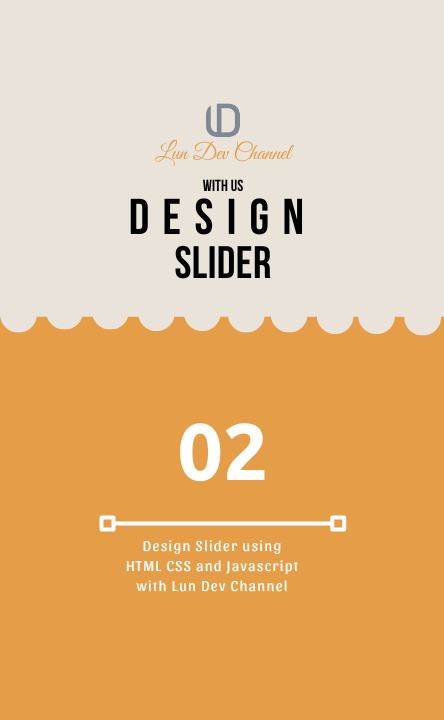 LD
Lun Dev Channel
WITH US
DESIGN
SLIDER
02
Design Slider using
HTML CSS and Javascript
with Lun Dev Channel